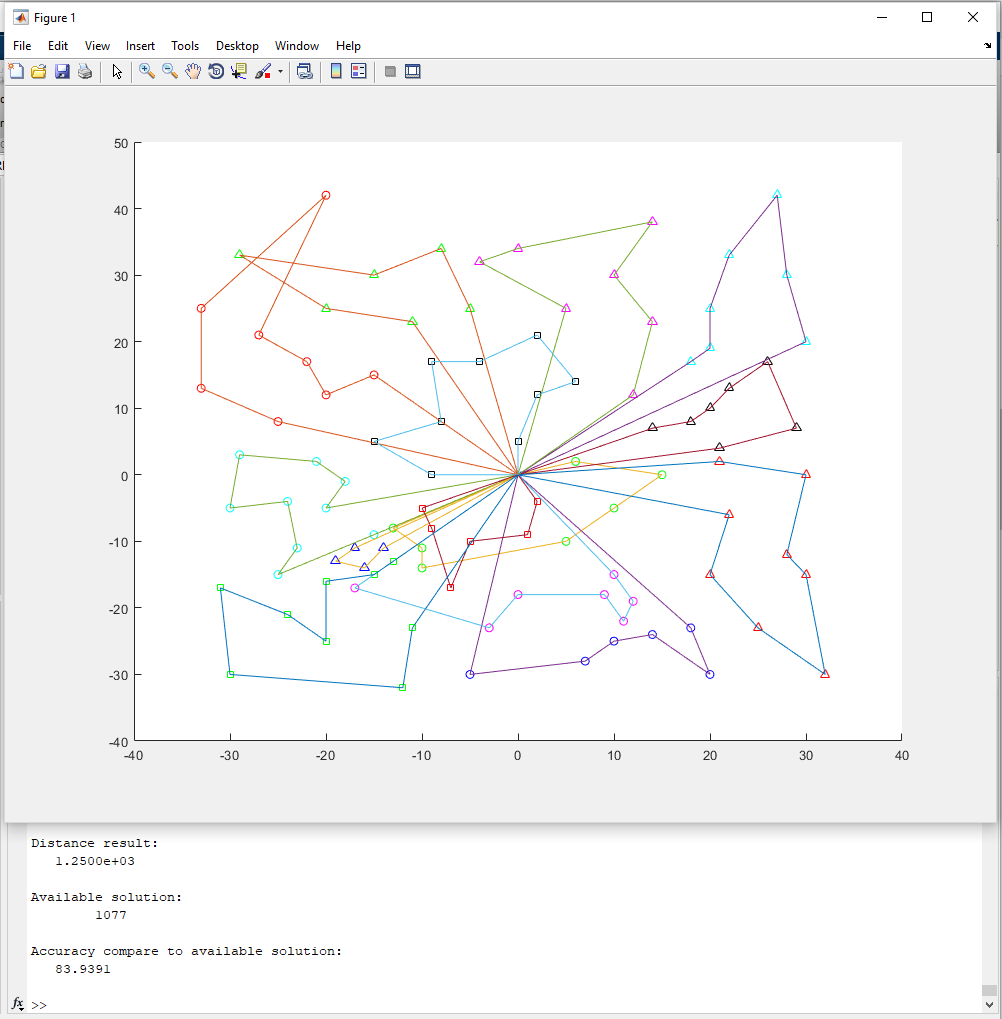 Figure 1
File Edit View Insert Tools Desktop Window Help
50
40
30
20
10
0
-10
-20
-30
-40
-40 -30 -20 -10 0 10 20 30 40
Distance result:
1.2500e+03
Available solution:
1077
Accuracy compare to available solution:
83.9391
fx >>